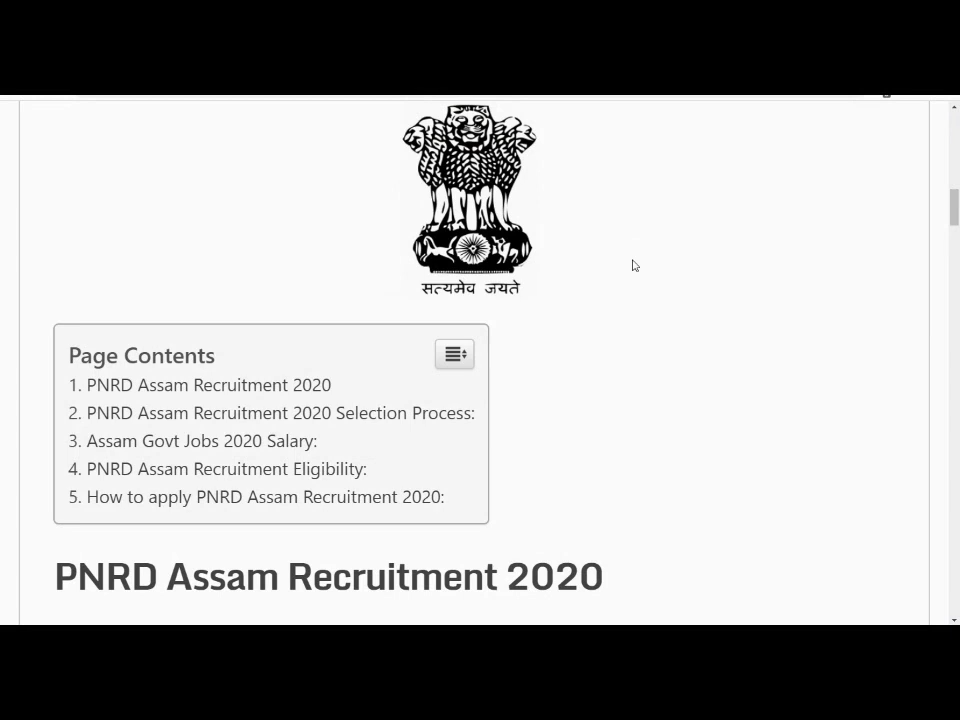 सत्यमेव जयते
Page Contents
1. PNRD Assam Recruitment 2020
2. PNRD Assam Recruitment 2020 Selection Process:
3. Assam Govt Jobs 2020 Salary:
4. PNRD Assam Recruitment Eligibility:
5. How to apply PNRD Assam Recruitment 2020:
PNRD Assam Recruitment 2020